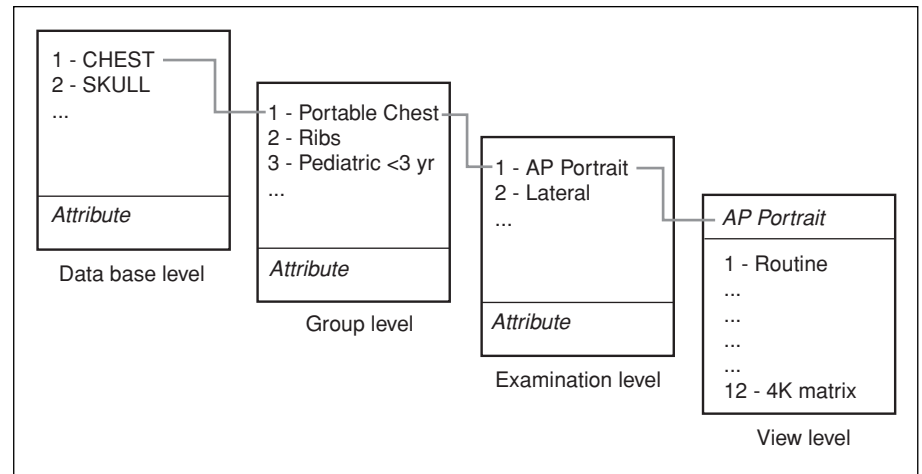 1 - CHEST
2 - SKULL
...
Attribute
Data base level
1 - Portable Chest
2 - Ribs
3 - Pediatric <3 yr
...
Attribute
Group level
1 - AP Portrait
2 - Lateral
...
Attribute
Examination level
AP Portrait
1 - Routine
...
...
...
...
12 - 4K matrix
View level